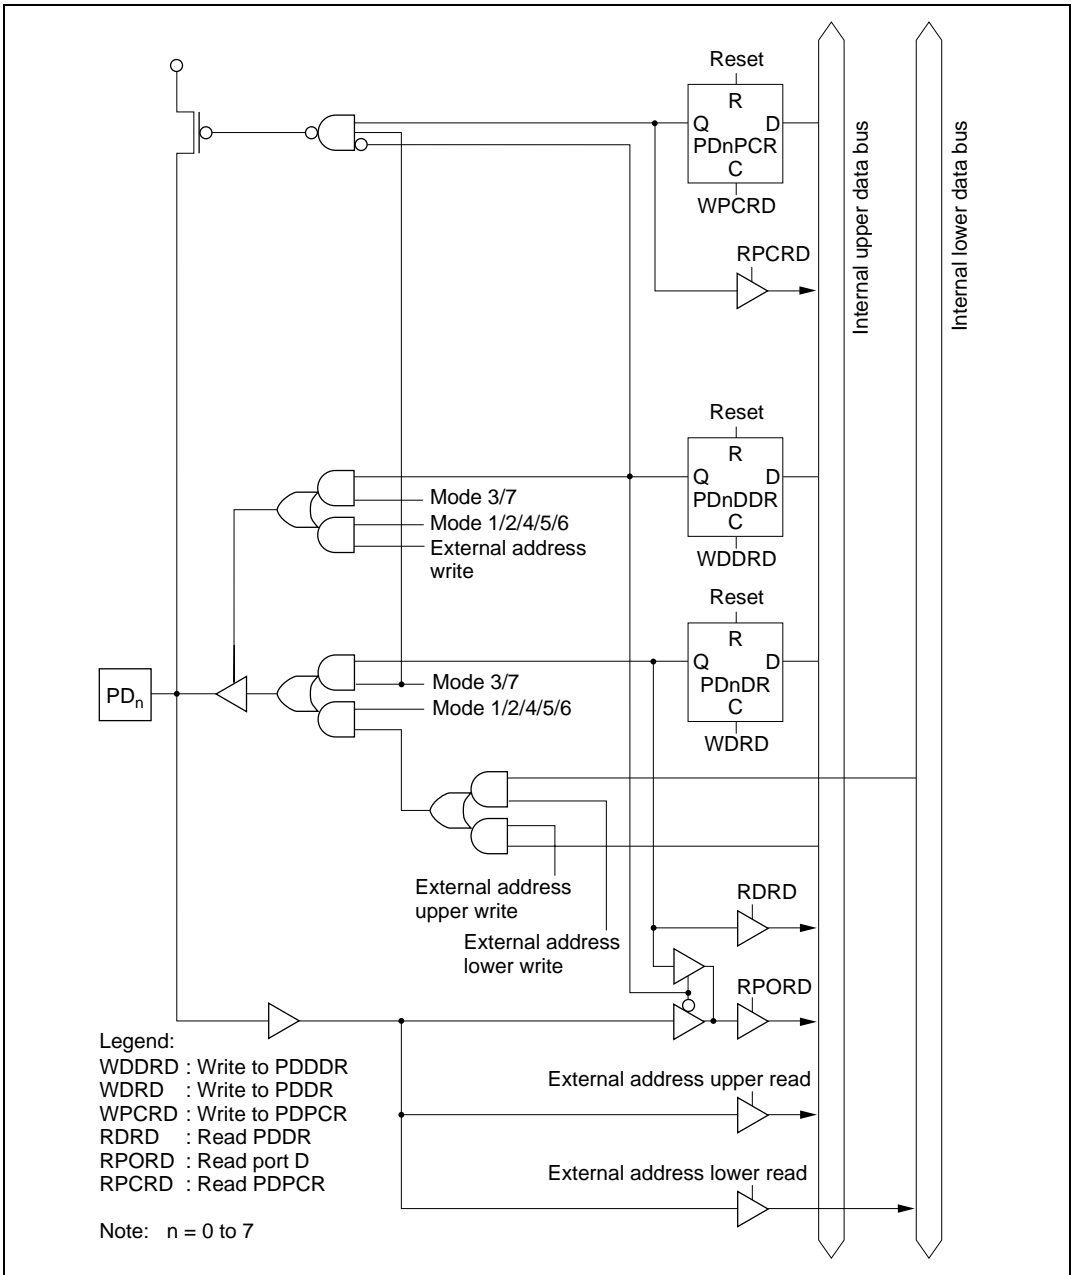 Reset
R
Q D
PDnPCR
C
WPCRD
RPCRD
Internal upper data bus
Internal lower data bus
Reset
R
Q D
PDnDDR
C
WDDRD
Mode 3/7
Mode 1/2/4/5/6
External address
write
Reset
R
Q D
PDnDR
C
WDRD
PDn
Mode 3/7
Mode 1/2/4/5/6
External address
upper write
External address
lower write
RDRD
RPORD
External address upper read
External address lower read
Legend:
WDDRD : Write to PDDDR
WDRD : Write to PDDR
WPCRD : Write to PDPCR
RDRD : Read PDDR
RPORD : Read port D
RPCRD : Read PDPCR
Note: n = 0 to 7